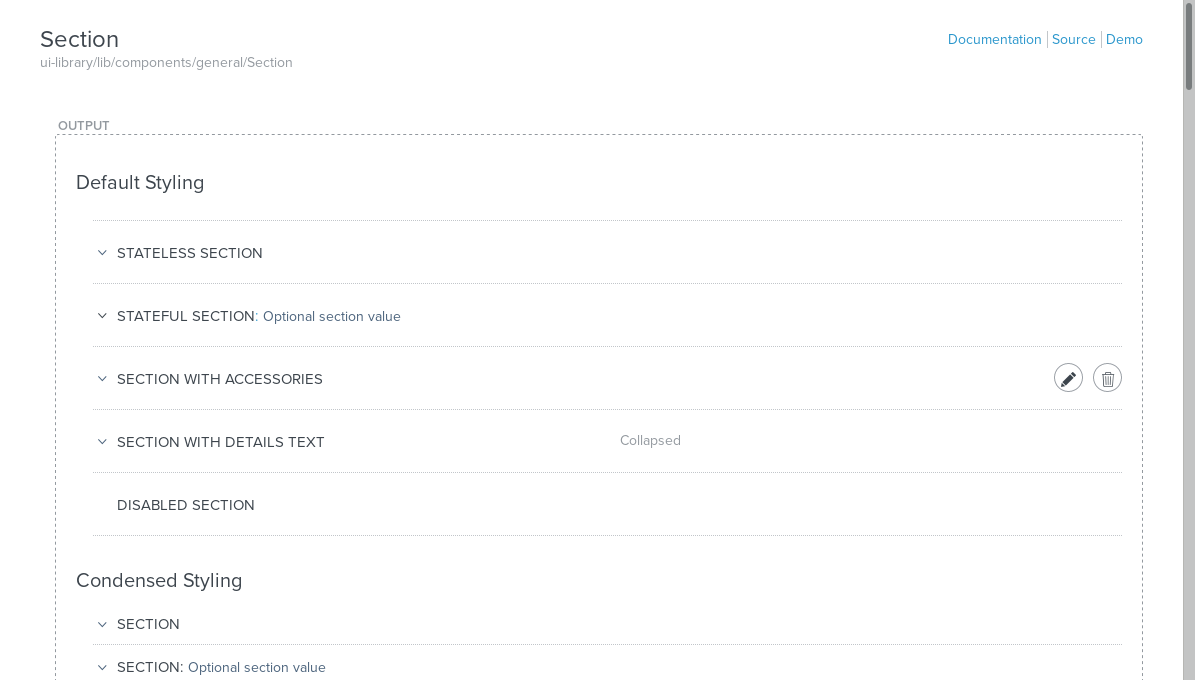 Section
Documentation Source Demo
ui-library/lib/components/general/Section
OUTPUT
Default Styling
STATELESS SECTION
STATEFUL SECTION: Optional section value
SECTION WITH ACCESSORIES
SECTION WITH DETAILS TEXT Collapsed
DISABLED SECTION
Condensed Styling
SECTION
SECTION: Optional section value